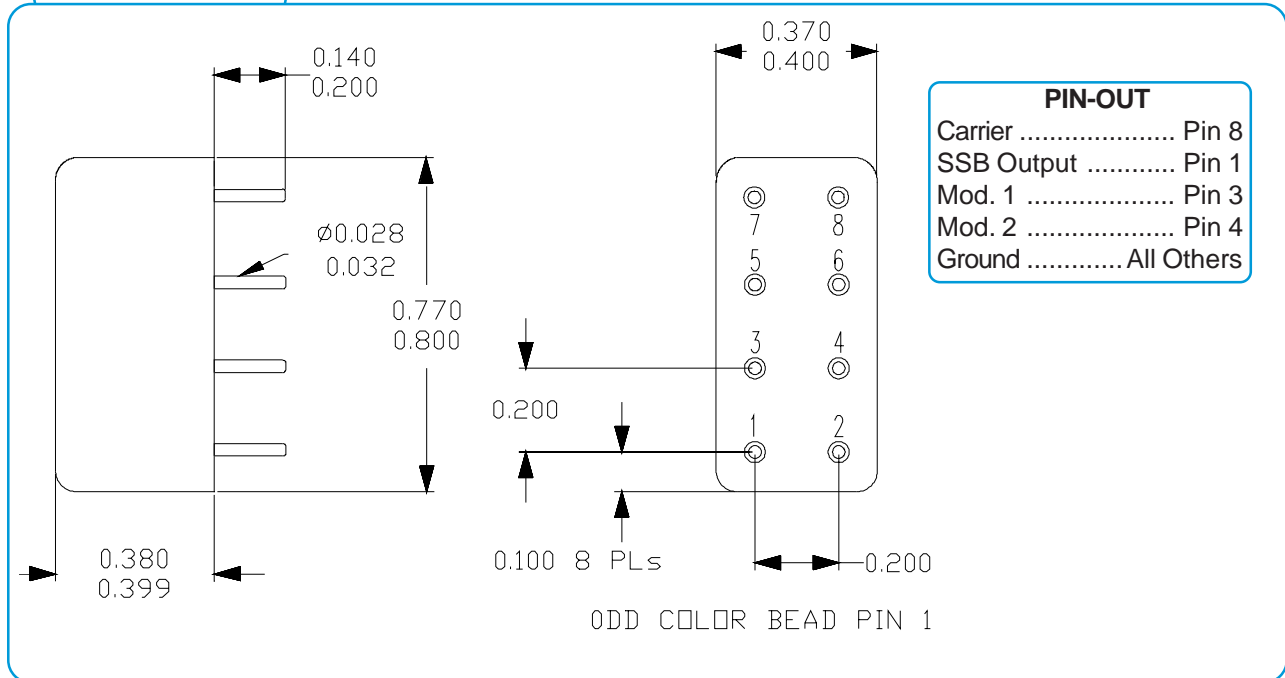 0.140
0.200
0.370
0.400
PIN-OUT
Carrier ..................... Pin 8
SSB Output ............ Pin 1
Mod. 1 ..................... Pin 3
Mod. 2 ..................... Pin 4
Ground ............. All Others
7 8
Ø0.028
0.032
5 6
0.770
0.800
3 4
0.200
1 2
0.380
0.399
0.100 8 PLs
0.200
ODD COLOR BEAD PIN 1